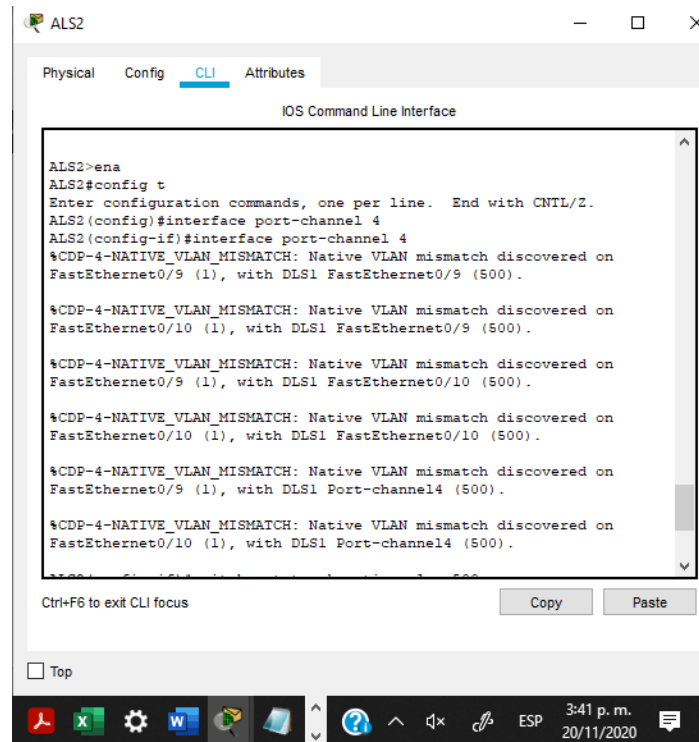 ALS2
Physical Config CLI Attributes
IOS Command Line Interface
ALS2>ena
ALS2#config t
Enter configuration commands, one per line.  End with CNTL/Z.
ALS2(config)#interface port-channel 4
ALS2(config-if)#interface port-channel 4
%CDP-4-NATIVE_VLAN_MISMATCH: Native VLAN mismatch discovered on
FastEthernet0/9 (1), with DLS1 FastEthernet0/9 (500).
%CDP-4-NATIVE_VLAN_MISMATCH: Native VLAN mismatch discovered on
FastEthernet0/10 (1), with DLS1 FastEthernet0/9 (500).
%CDP-4-NATIVE_VLAN_MISMATCH: Native VLAN mismatch discovered on
FastEthernet0/9 (1), with DLS1 FastEthernet0/10 (500).
%CDP-4-NATIVE_VLAN_MISMATCH: Native VLAN mismatch discovered on
FastEthernet0/10 (1), with DLS1 FastEthernet0/10 (500).
%CDP-4-NATIVE_VLAN_MISMATCH: Native VLAN mismatch discovered on
FastEthernet0/9 (1), with DLS1 Port-channel4 (500).
%CDP-4-NATIVE_VLAN_MISMATCH: Native VLAN mismatch discovered on
FastEthernet0/10 (1), with DLS1 Port-channel4 (500).
Ctrl+F6 to exit CLI focus
Copy Paste
Top
ESP
3:41 p. m.
20/11/2020